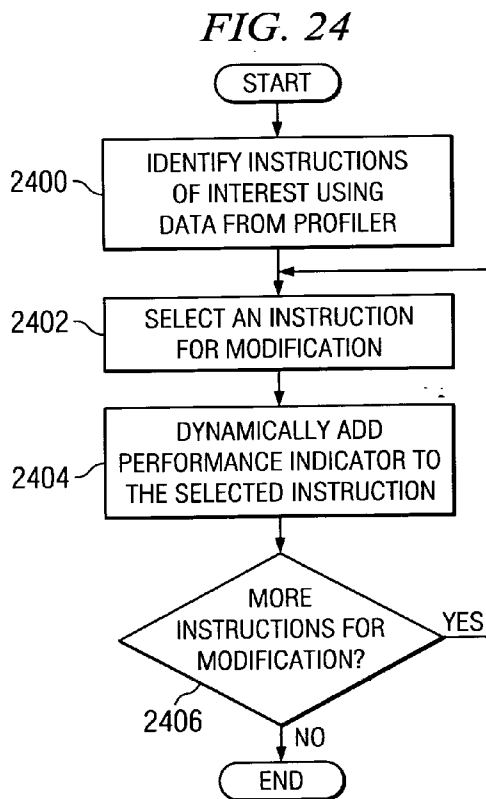 FIG. 24
START
2400
IDENTIFY INSTRUCTIONS
OF INTEREST USING
DATA FROM PROFILER
2402
SELECT AN INSTRUCTION
FOR MODIFICATION
2404
DYNAMICALLY ADD
PERFORMANCE INDICATOR TO
THE SELECTED INSTRUCTION
MORE
INSTRUCTIONS FOR
MODIFICATION?
YES
2406
NO
END